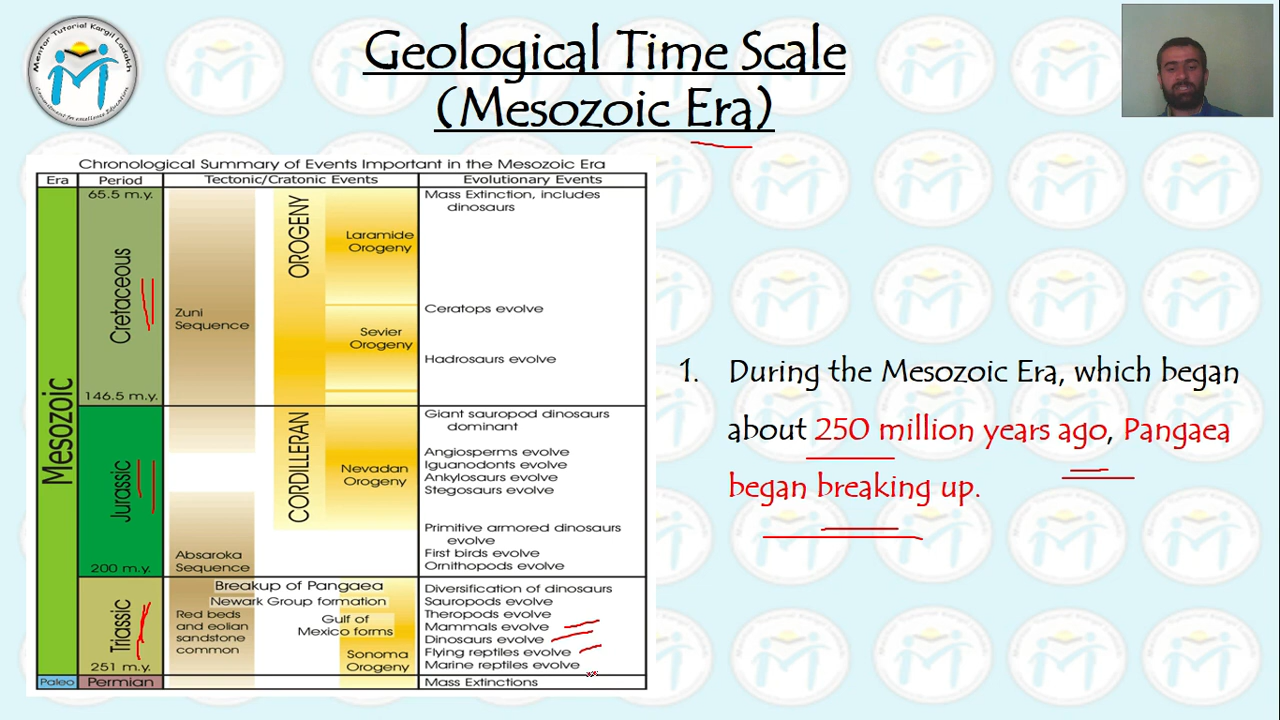 Mentor Tutorial Kargil Ladakh
Geological Time Scale
(Mesozoic Era)
Chronological Summary of Events Important in the Mesozoic Era
Era Period Tectonic/Cratonic Events Evolutionary Events
Mesozoic
65.5 m.y.
Cretaceous
146.5 m.y.
Jurassic
200 m.y.
Triassic
251 m.y.
Paleo Permian
Zuni
Sequence
Absaroka
Sequence
Breakup of Pangaea
Newark Group formation
Red beds
and eolian
sandstone
common
Gulf of
Mexico forms
Sonoma
Orogeny
CORDILLERAN OROGENY
Laramide
Orogeny
Sevier
Orogeny
Nevadan
Orogeny
Mass Extinction, includes
dinosaurs
Ceratops evolve
Hadrosaurs evolve
Giant sauropod dinosaurs
dominant
Angiosperms evolve
Iguanodonts evolve
Ankylosaurs evolve
Stegosaurs evolve
Primitive armored dinosaurs
evolve
First birds evolve
Ornithopods evolve
Diversification of dinosaurs
Sauropods evolve
Theropods evolve
Mammals evolve
Dinosaurs evolve
Flying reptiles evolve
Marine reptiles evolve
Mass Extinctions
1. During the Mesozoic Era, which began
about 250 million years ago, Pangaea
began breaking up.